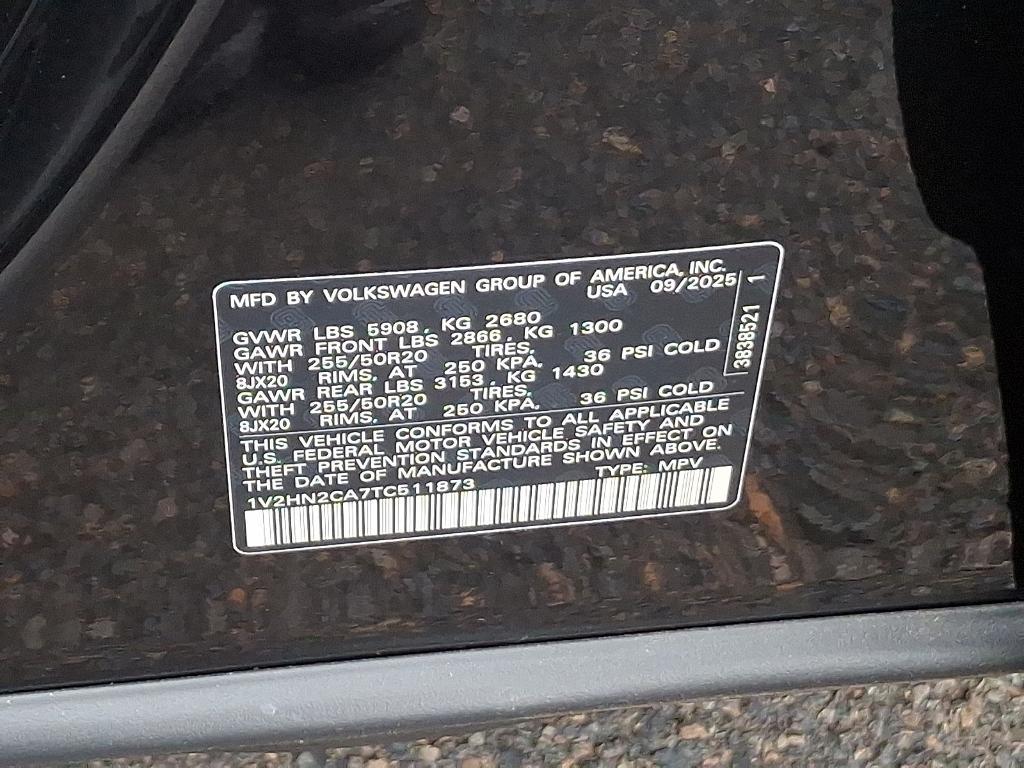 MFD BY VOLKSWAGEN GROUP OF AMERICA, INC.
USA 09/2025
GVWR LBS 5908, KG 2680
GAWR FRONT LBS 2866, KG 1300
WITH 255/50R20 TIRES,
8JX20 RIMS, AT 250 KPA, 36 PSI COLD
GAWR REAR LBS 3153, KG 1430
WITH 255/50R20 TIRES,
8JX20 RIMS, AT 250 KPA, 36 PSI COLD
THIS VEHICLE CONFORMS TO ALL APPLICABLE
U.S. FEDERAL MOTOR VEHICLE SAFETY AND
THEFT PREVENTION STANDARDS IN EFFECT ON
THE DATE OF MANUFACTURE SHOWN ABOVE.
1V2HN2CA7TC511873 TYPE: MPV
3838521 1